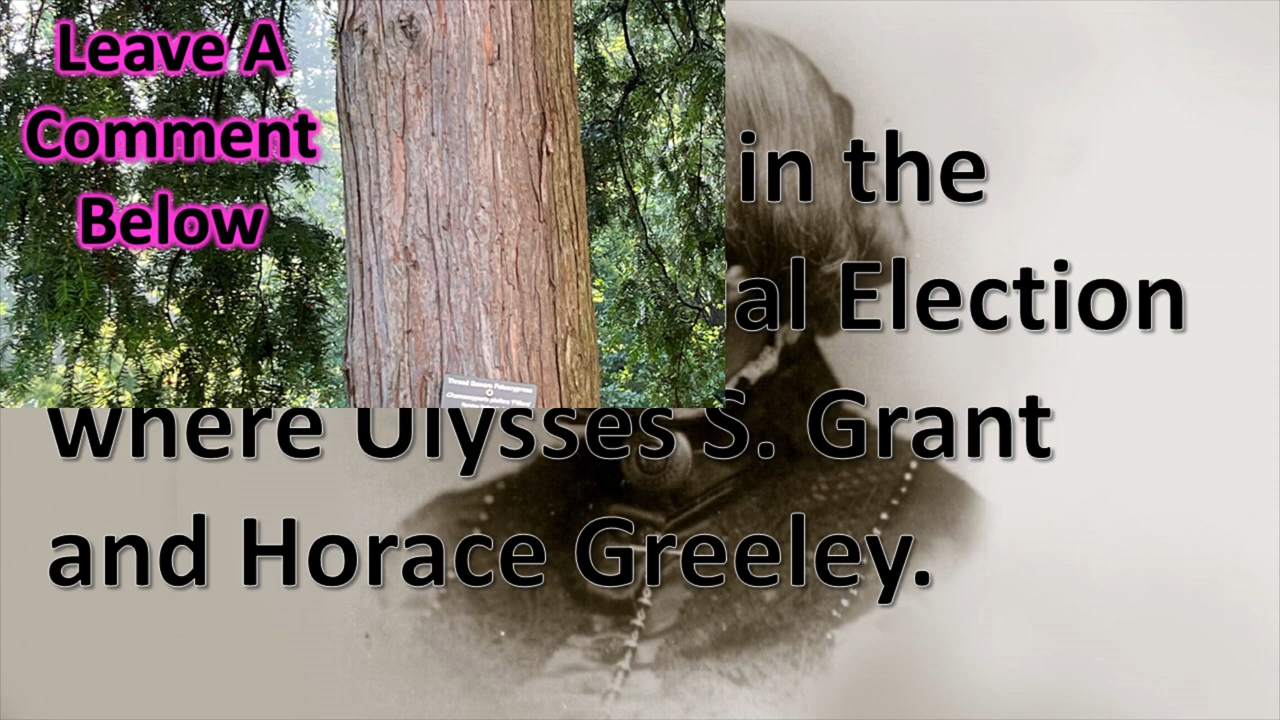 Leave A
Comment
Below
in the
al Election
where Ulysses S. Grant
and Horace Greeley.